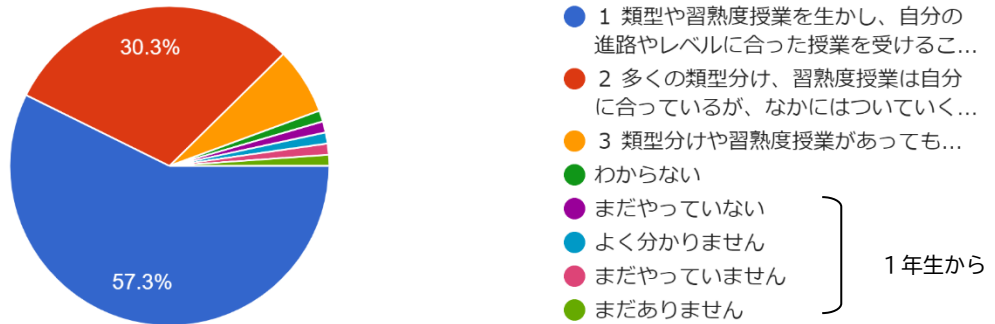 30.3%
57.3%
1 類型や習熟度授業を生かし、自分の
進路やレベルに合った授業を受けるこ...
2 多くの類型分け、習熟度授業は自分
に合っているが、なかにはついていく...
3 類型分けや習熟度授業があっても...
わからない
まだやっていない
よく分かりません
まだやっていません
まだありません
１年生から